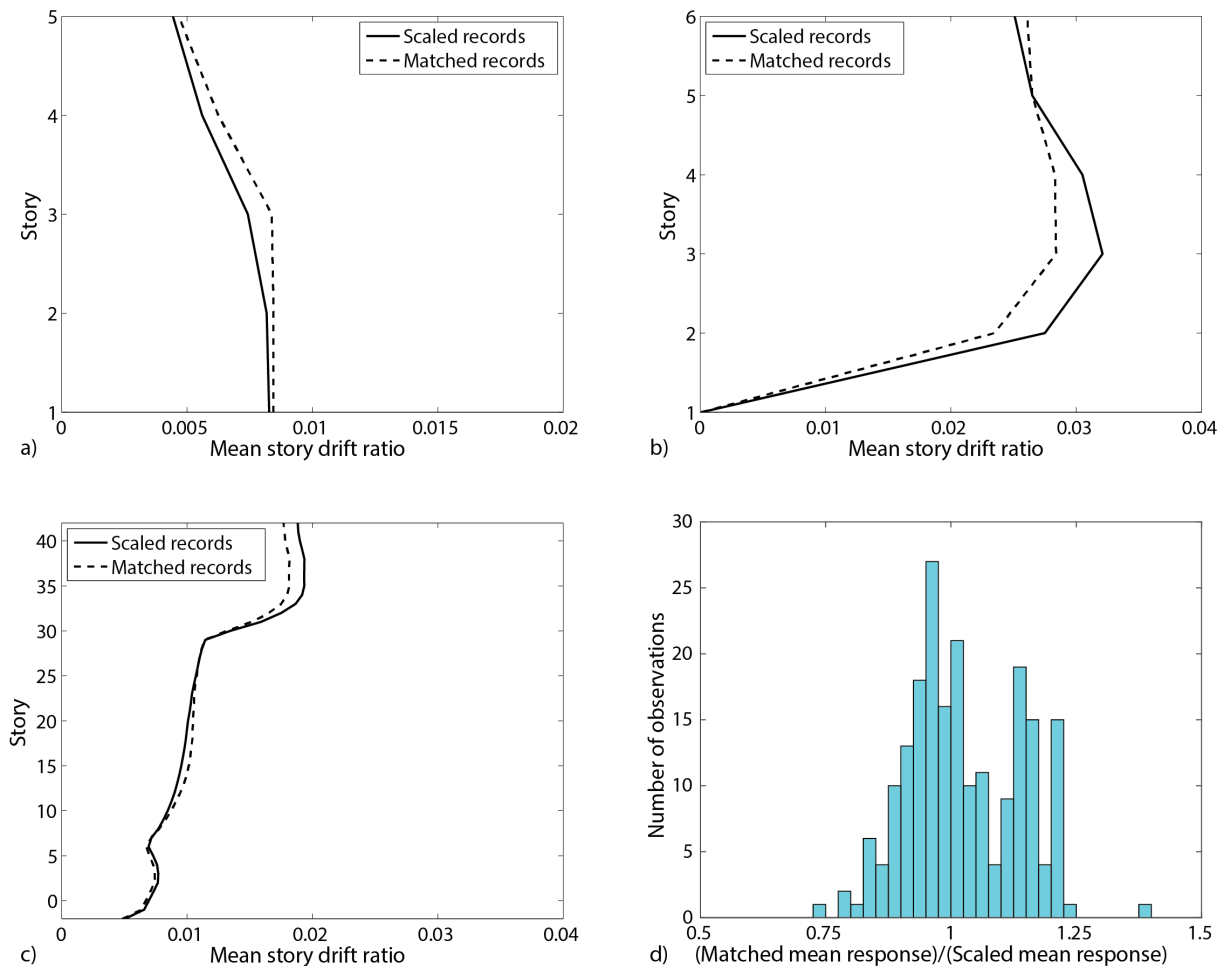 5
4
3
2
1
Story
0
0.005
0.01
0.015
0.02
Mean story drift ratio
Scaled records
Matched records
a)
6
5
4
3
2
1
Story
0
0.01
0.02
0.03
0.04
Mean story drift ratio
Scaled records
Matched records
b)
40
35
30
25
20
15
10
5
0
Story
0
0.01
0.02
0.03
0.04
Mean story drift ratio
Scaled records
Matched records
c)
30
25
20
15
10
5
0
Number of observations
0.5
0.75
1
1.25
1.5
d) (Matched mean response)/(Scaled mean response)